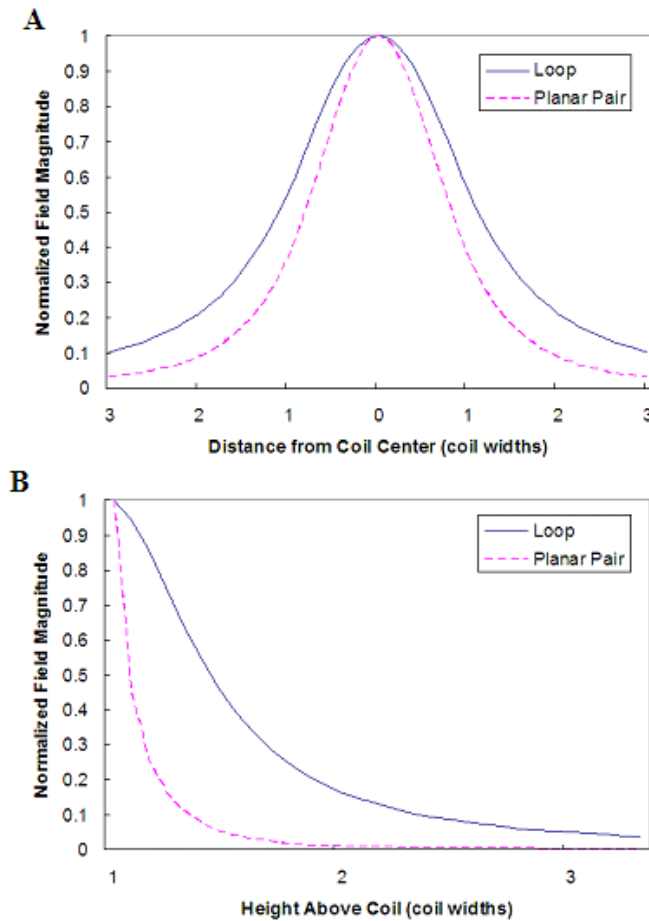 A
Normalized Field Magnitude
1
0.9
0.8
0.7
0.6
0.5
0.4
0.3
0.2
0.1
0
Loop
Planar Pair
3 2 1 0 1 2 3
Distance from Coil Center (coil widths)
B
Normalized Field Magnitude
1
0.9
0.8
0.7
0.6
0.5
0.4
0.3
0.2
0.1
0
Loop
Planar Pair
1 2 3
Height Above Coil (coil widths)